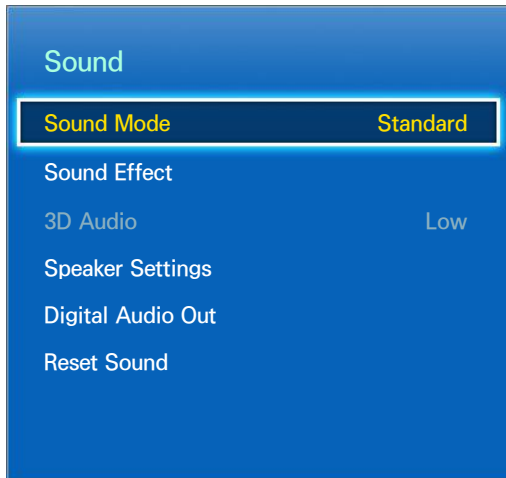 Sound
Sound Mode Standard
Sound Effect
3D Audio Low
Speaker Settings
Digital Audio Out
Reset Sound